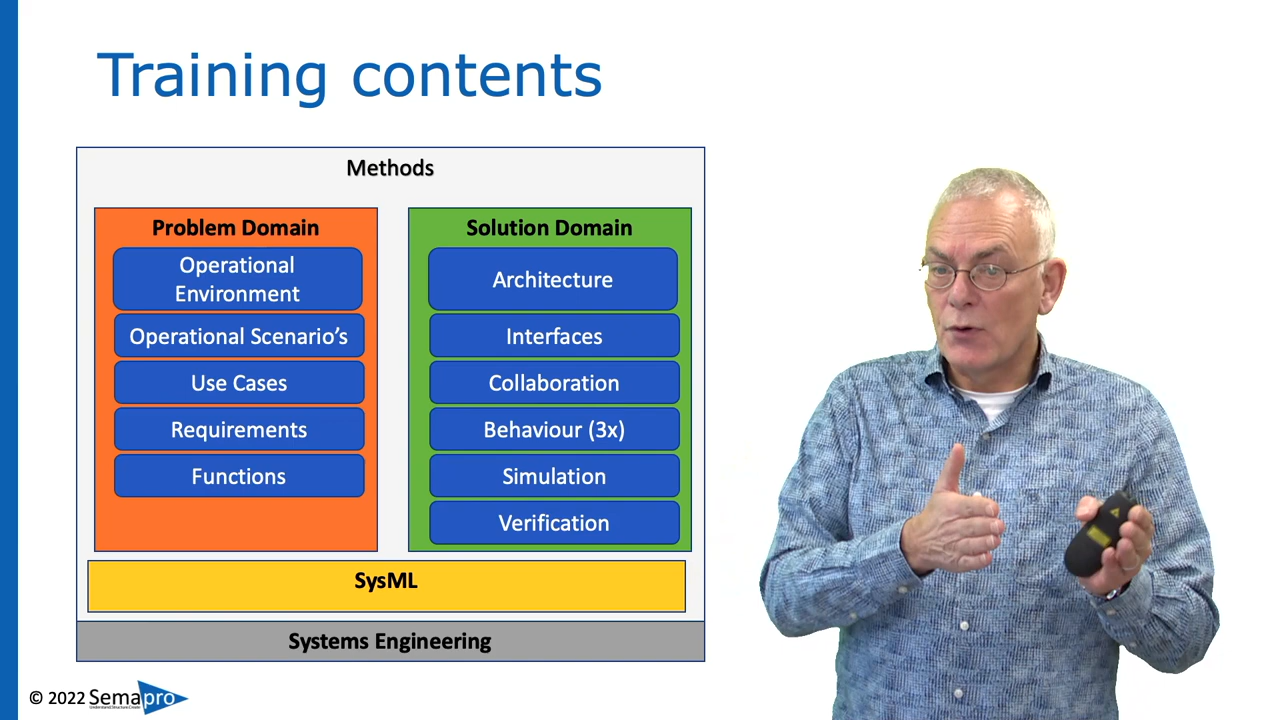 Training contents
Methods
Problem Domain
Operational
Environment
Operational Scenario's
Use Cases
Requirements
Functions
Solution Domain
Architecture
Interfaces
Collaboration
Behaviour (3x)
Simulation
Verification
SysML
Systems Engineering
© 2022 Semapro